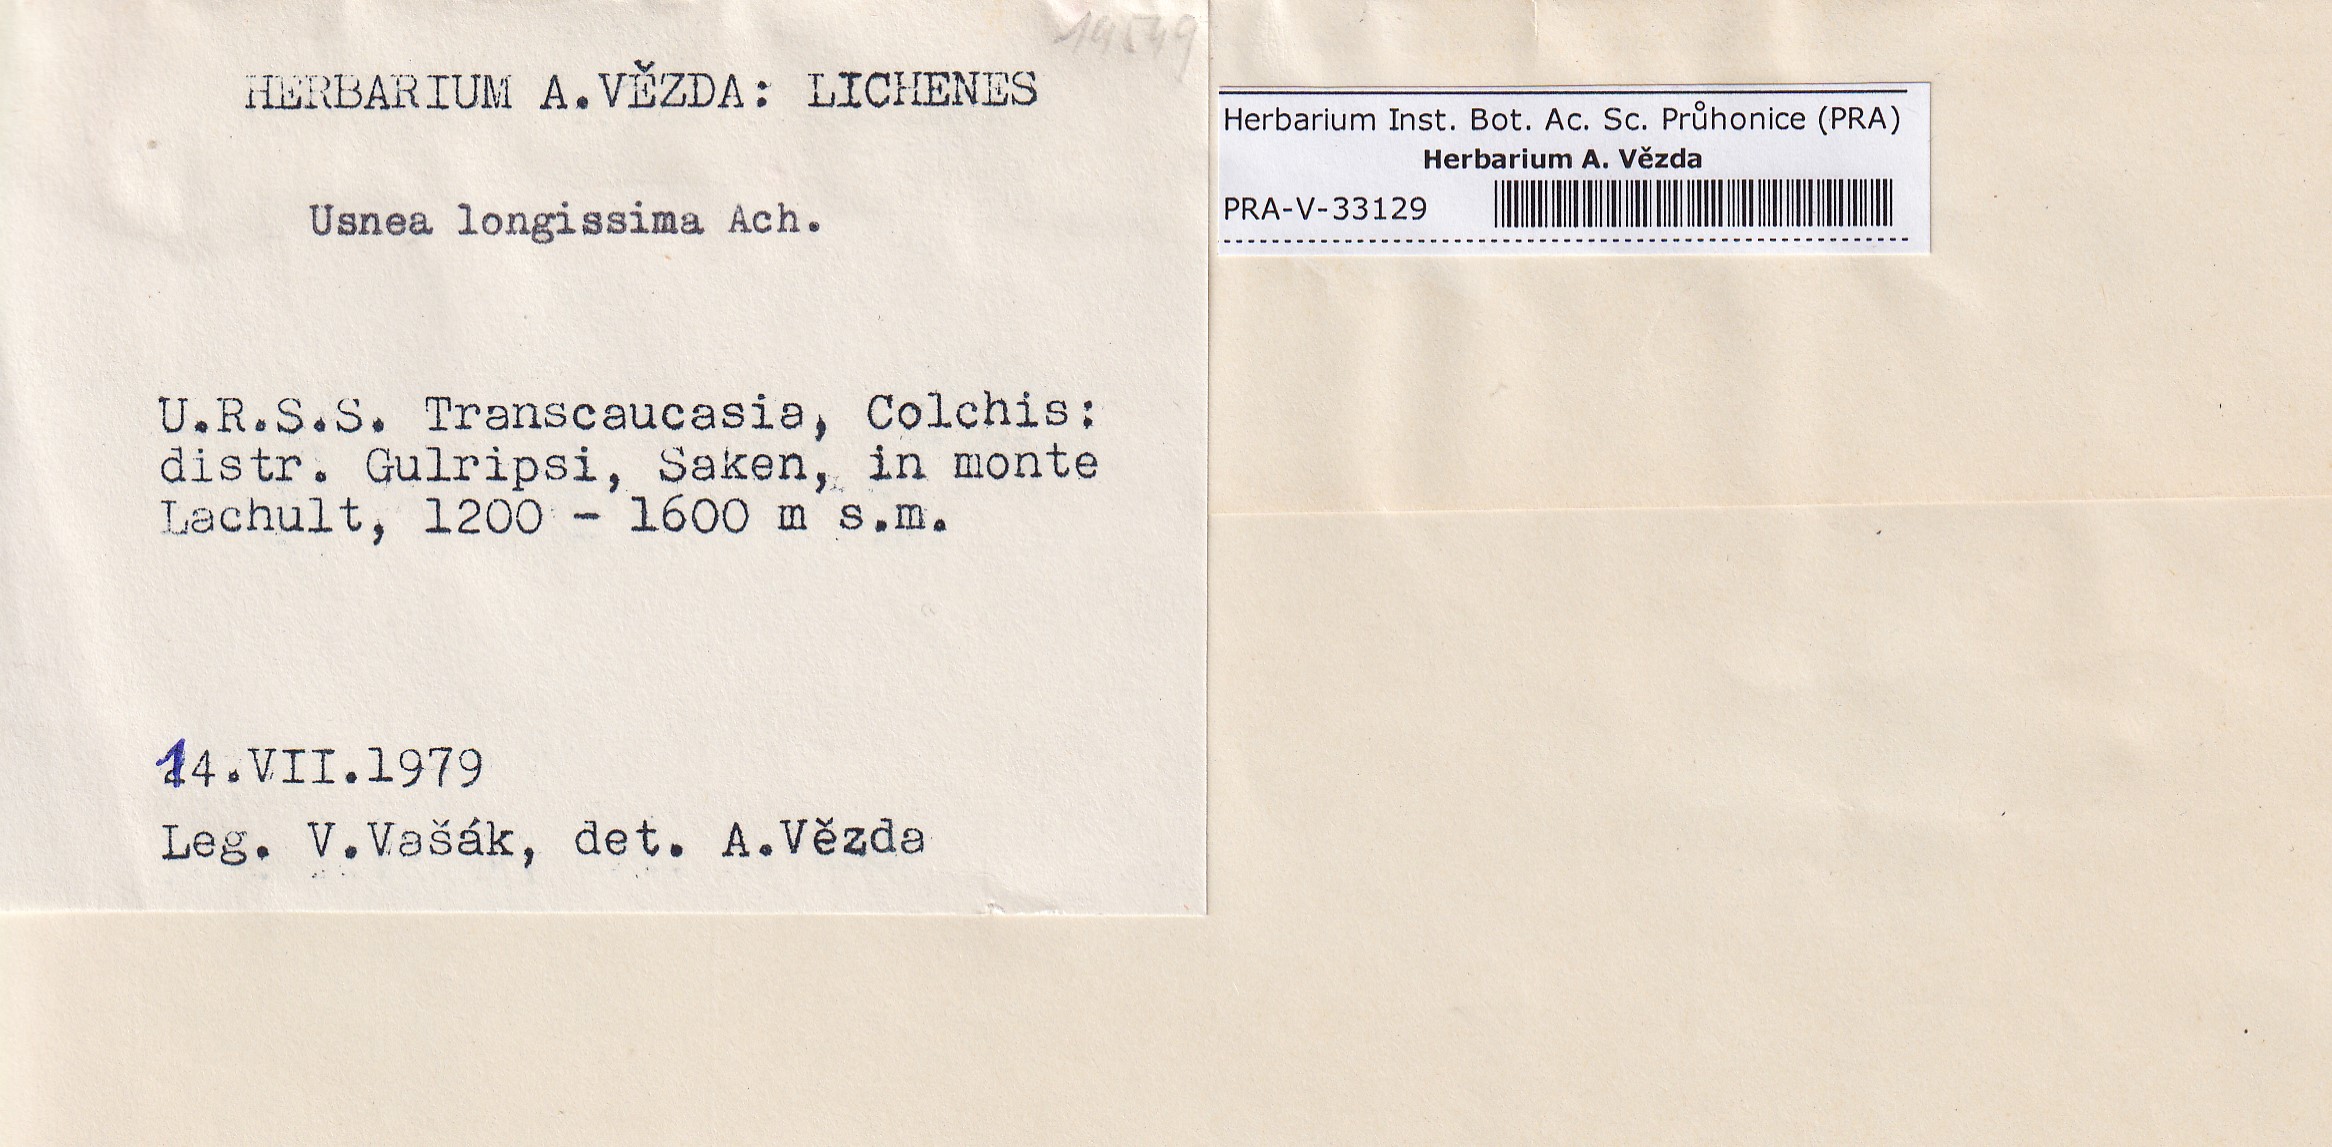 14549
HERBARIUM A.VĚZDA: LICHENES
Usnea longissima Ach.
U.R.S.S. Transcaucasia, Colchis:
distr. Gulripsi, Saken, in monte
Lachult, 1200 - 1600 m s.m.
14.VII.1979
Leg. V.Vašák, det. A.Vězda
Herbarium Inst. Bot. Ac. Sc. Průhonice (PRA)
Herbarium A. Vězda
PRA-V-33129